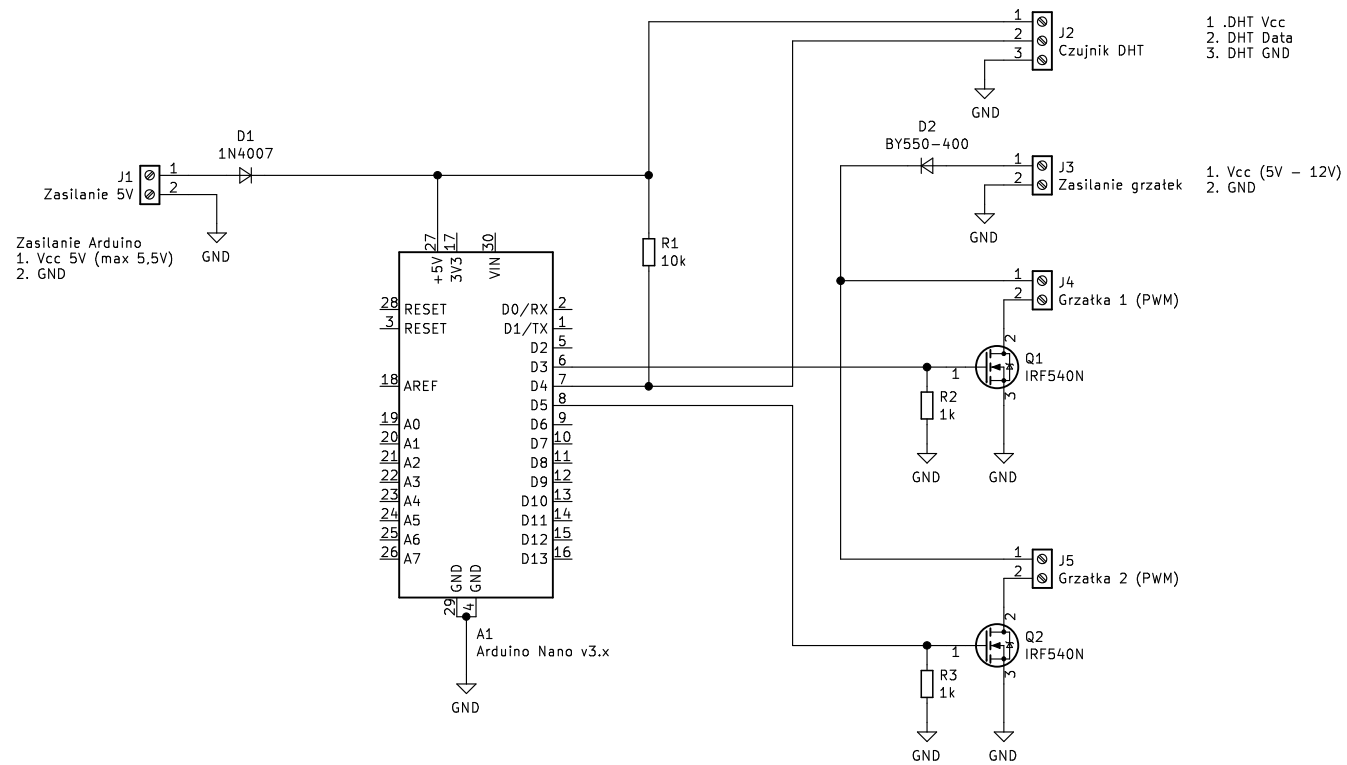 1
2
3
J2
Czujnik DHT
1 .DHT Vcc
2. DHT Data
3. DHT GND
GND
D1
1N4007
J1
Zasilanie 5V
1
2
GND
Zasilanie Arduino
1. Vcc 5V (max 5,5V)
2. GND
D2
BY550-400
1
2
J3
Zasilanie grzałek
1. Vcc (5V - 12V)
2. GND
GND
R1
10k
1
2
J4
Grzałka 1 (PWM)
27
17
30
+5V
3V3
VIN
28 RESET
3 RESET
18 AREF
19 A0
20 A1
21 A2
22 A3
23 A4
24 A5
25 A6
26 A7
D0/RX 2
D1/TX 1
D2 5
D3 6
D4 7
D5 8
D6 9
D7 10
D8 11
D9 12
D10 13
D11 14
D12 15
D13 16
GND
GND
29
4
A1
Arduino Nano v3.x
GND
2
1
3
Q1
IRF540N
R2
1k
GND
GND
1
2
J5
Grzałka 2 (PWM)
2
1
3
Q2
IRF540N
R3
1k
GND
GND